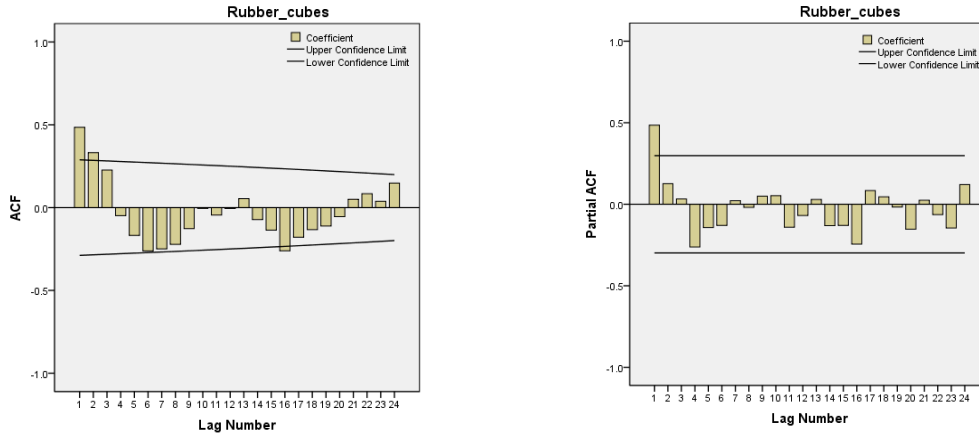 Rubber_cubes
Coefficient
Upper Confidence Limit
Lower Confidence Limit
1.0
0.5
0.0
-0.5
-1.0
ACF
1 2 3 4 5 6 7 8 9 10 11 12 13 14 15 16 17 18 19 20 21 22 23 24
Lag Number
Rubber_cubes
Coefficient
Upper Confidence Limit
Lower Confidence Limit
1.0
0.5
0.0
-0.5
-1.0
Partial ACF
1 2 3 4 5 6 7 8 9 10 11 12 13 14 15 16 17 18 19 20 21 22 23 24
Lag Number